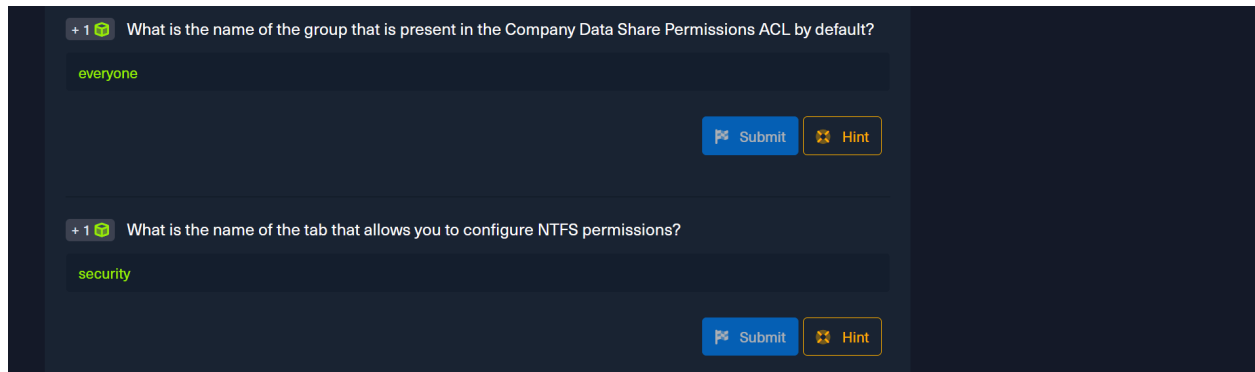 + 1 What is the name of the group that is present in the Company Data Share Permissions ACL by default?
everyone
Submit Hint
+ 1 What is the name of the tab that allows you to configure NTFS permissions?
security
Submit Hint